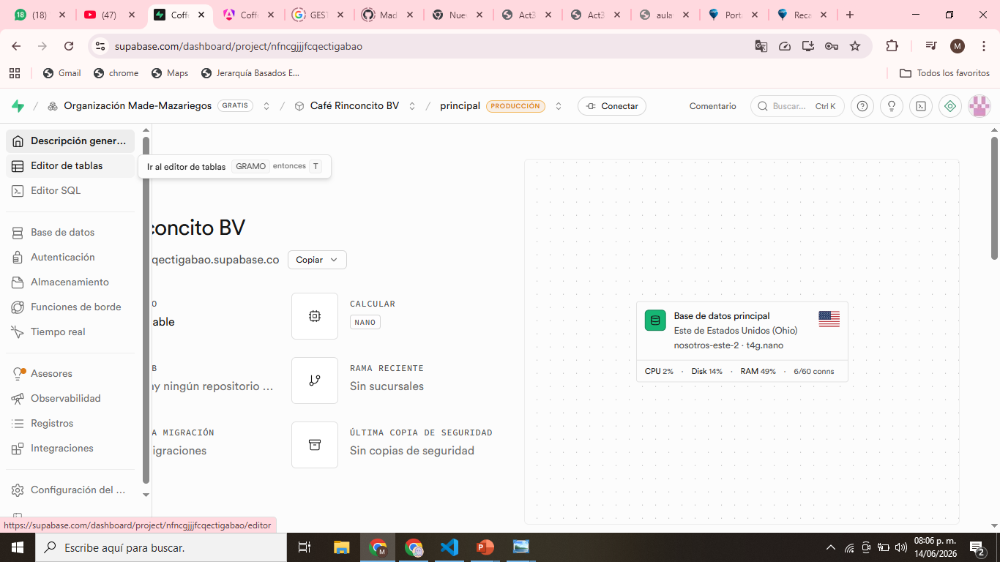 18 (18) (47) Coffe Coffe GEST Mad Nue Act3 Act3 aula Porta Reca
supabase.com/dashboard/project/nfncgjjjfcqectigabao M
Gmail chrome Maps Jerarquía Basados E... Todos los favoritos
/ Organización Made-Mazariegos GRATIS / Café Rinconcito BV / principal PRODUCCIÓN Conectar Comentario Buscar... Ctrl K
Descripción gener...
Editor de tablas
Ir al editor de tablas GRAMO entonces T
Editor SQL
concito BV
Base de datos
qectigabao.supabase.co Copiar
Autenticación
Almacenamiento
Funciones de borde
Tiempo real
O
able
CALCULAR
NANO
Base de datos principal
Este de Estados Unidos (Ohio)
nosotros-este-2 · t4g.nano
CPU 2% · Disk 14% · RAM 49% · 6/60 conns
B
ay ningún repositorio ...
RAMA RECIENTE
Sin sucursales
Asesores
Observabilidad
Registros
Integraciones
A MIGRACIÓN
igraciones
ÚLTIMA COPIA DE SEGURIDAD
Sin copias de seguridad
Configuración del ...
https://supabase.com/dashboard/project/nfncgjjjfcqectigabao/editor
Escribe aquí para buscar. M
08:06 p. m.
14/06/2026
2